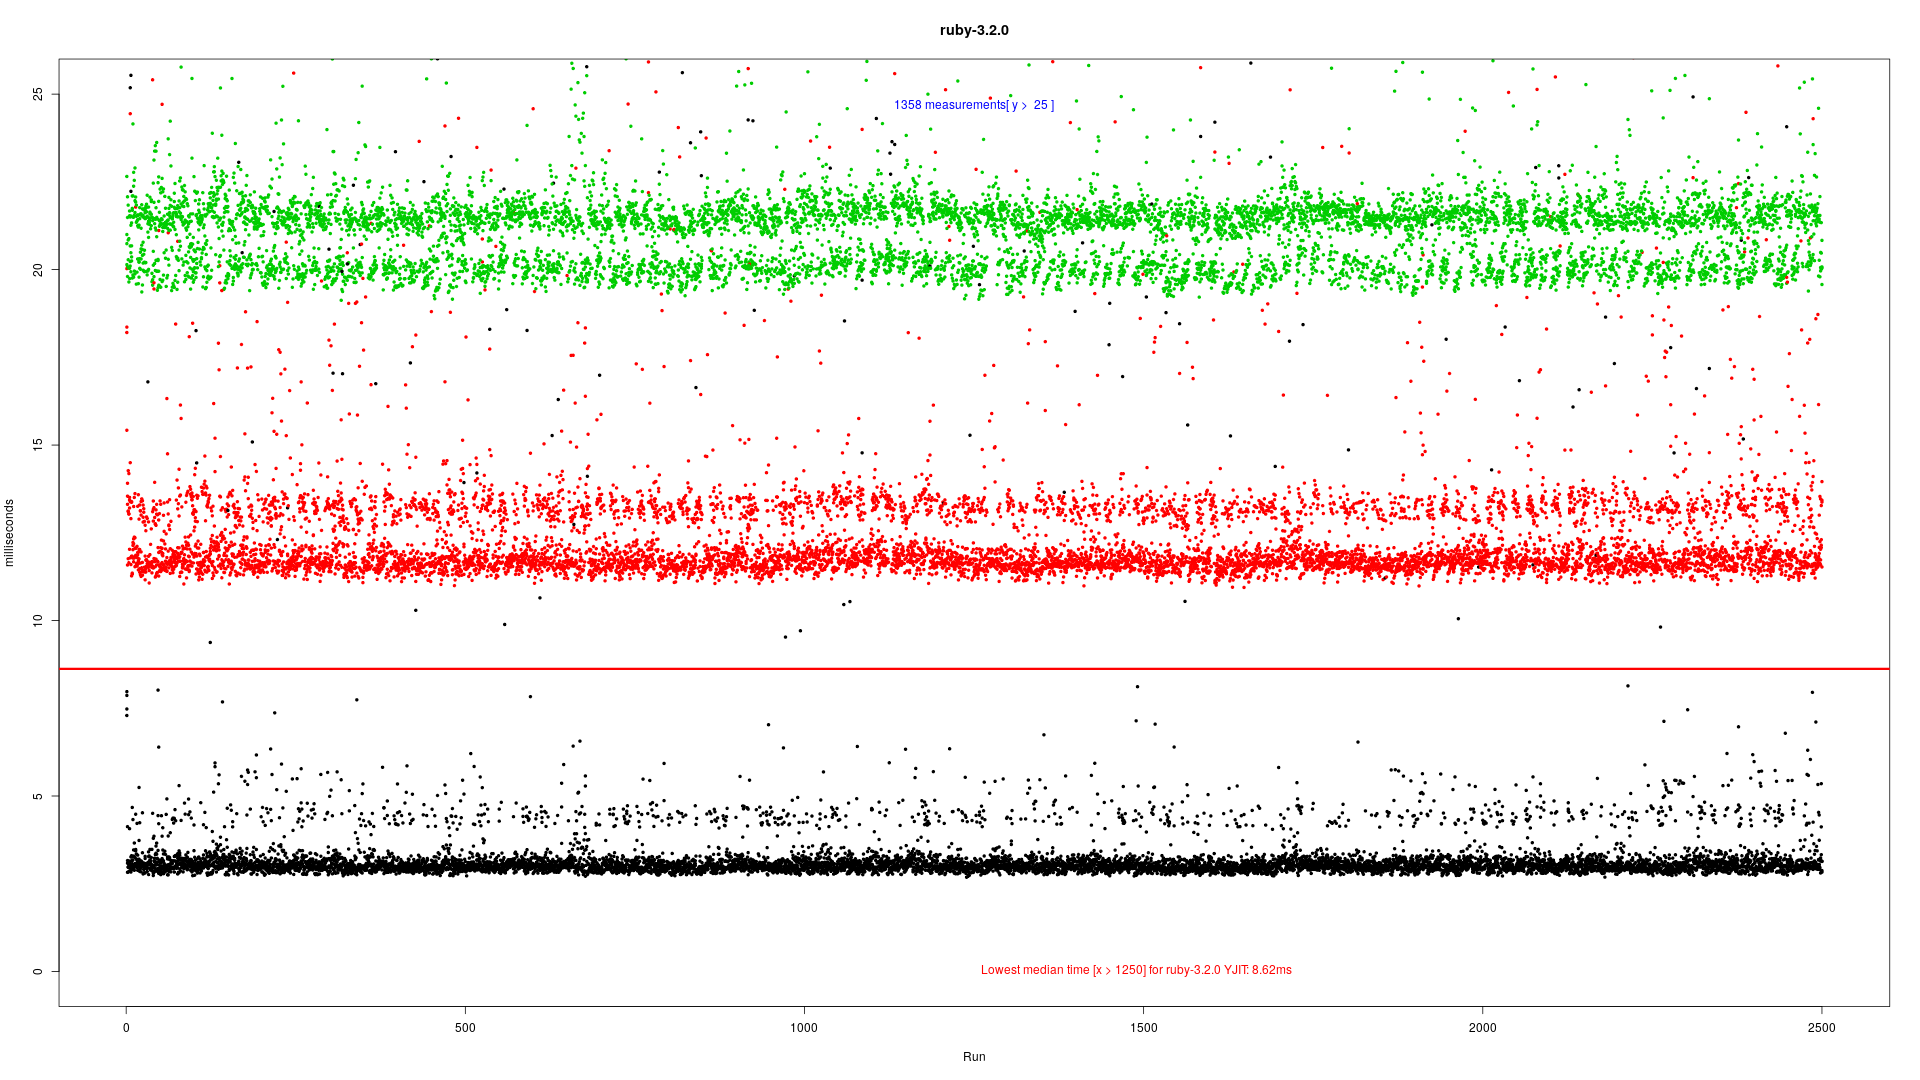 ruby-3.2.0
1358 measurements[ y > 25 ]
milliseconds
25
20
15
10
5
0
Lowest median time [x > 1250] for ruby-3.2.0 YJIT: 8.62ms
0 500 1000 1500 2000 2500
Run